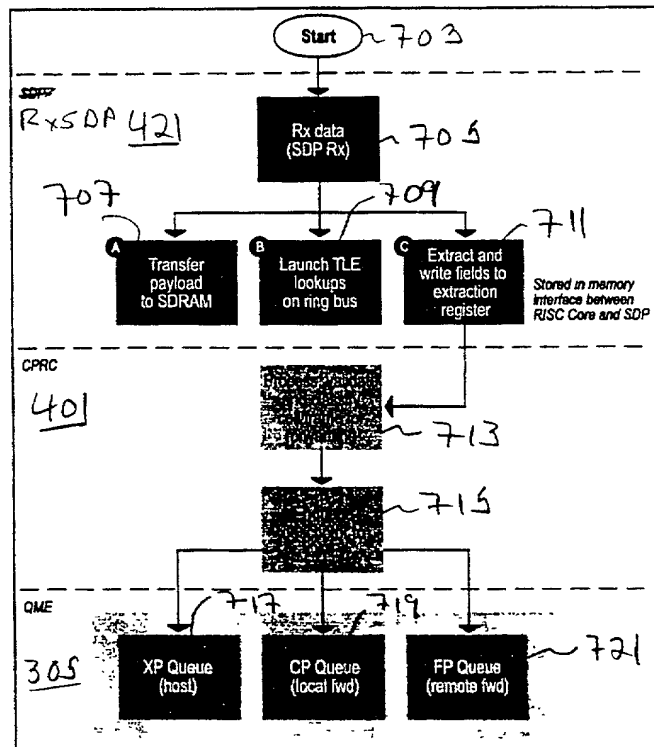 Start
703
SDP
RxSDP 421
Rx data
(SDP Rx)
705
707
709
711
A
Transfer
payload
to SDRAM
B
Launch TLE
lookups
on ring bus
C
Extract and
write fields to
extraction
register
Stored in memory
interface between
RISC Core and SDP
CPRC
401
713
715
QME
717
719
305
XP Queue
(host)
CP Queue
(local fwd)
FP Queue
(remote fwd)
721